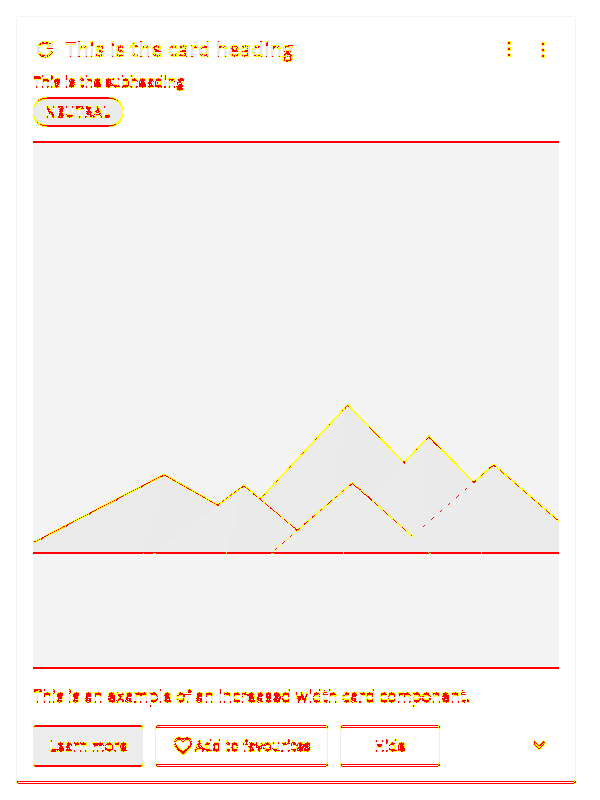 This is the card heading
This is the subheading
NEUTRAL
This is an example of an increased width card component.
Learn more
Add to favourites
Hide